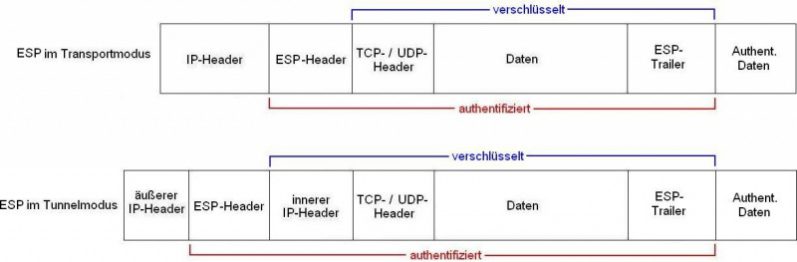 verschlüsselt
ESP im Transportmodus
IP-Header
ESP-Header
TCP- / UDP-
Header
Daten
ESP-
Trailer
Authent.
Daten
authentifiziert
verschlüsselt
ESP im Tunnelmodus
äußerer
IP-Header
ESP-Header
innerer
IP-Header
TCP- / UDP-
Header
Daten
ESP-
Trailer
Authent.
Daten
authentifiziert